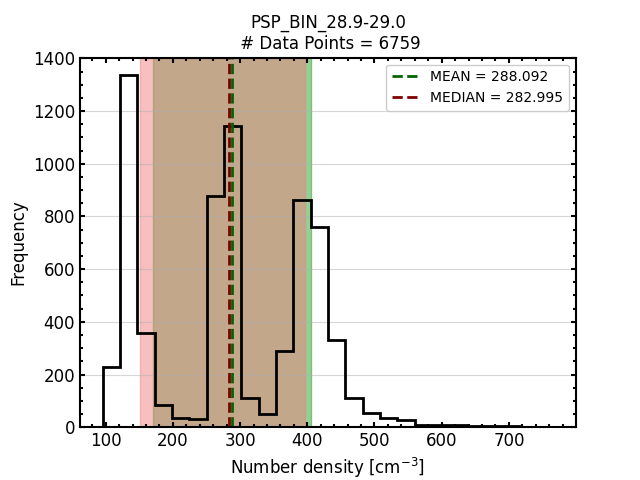 PSP_BIN_28.9-29.0
# Data Points = 6759
MEAN = 288.092
MEDIAN = 282.995
Frequency
1400
1200
1000
800
600
400
200
0
100 200 300 400 500 600 700
Number density [cm⁻³]